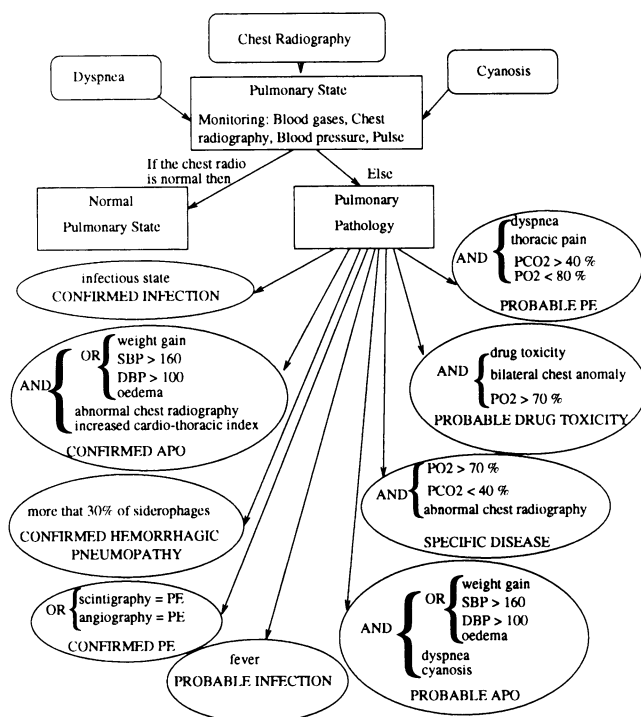 Chest Radiography
Dyspnea
Cyanosis
Pulmonary State
Monitoring: Blood gases, Chest
radiography, Blood pressure, Pulse
If the chest radio
is normal then
Else
Normal
Pulmonary State
Pulmonary
Pathology
AND
dyspnea
thoracic pain
PCO2 > 40 %
PO2 < 80 %
PROBABLE PE
infectious state
CONFIRMED INFECTION
AND
OR
weight gain
SBP > 160
DBP > 100
oedema
abnormal chest radiography
increased cardio-thoracic index
CONFIRMED APO
AND
drug toxicity
bilateral chest anomaly
PO2 > 70 %
PROBABLE DRUG TOXICITY
AND
PO2 > 70 %
PCO2 < 40 %
abnormal chest radiography
SPECIFIC DISEASE
more that 30% of siderophages
CONFIRMED HEMORRHAGIC
PNEUMOPATHY
OR
scintigraphy = PE
angiography = PE
CONFIRMED PE
fever
PROBABLE INFECTION
AND
OR
weight gain
SBP > 160
DBP > 100
oedema
dyspnea
cyanosis
PROBABLE APO